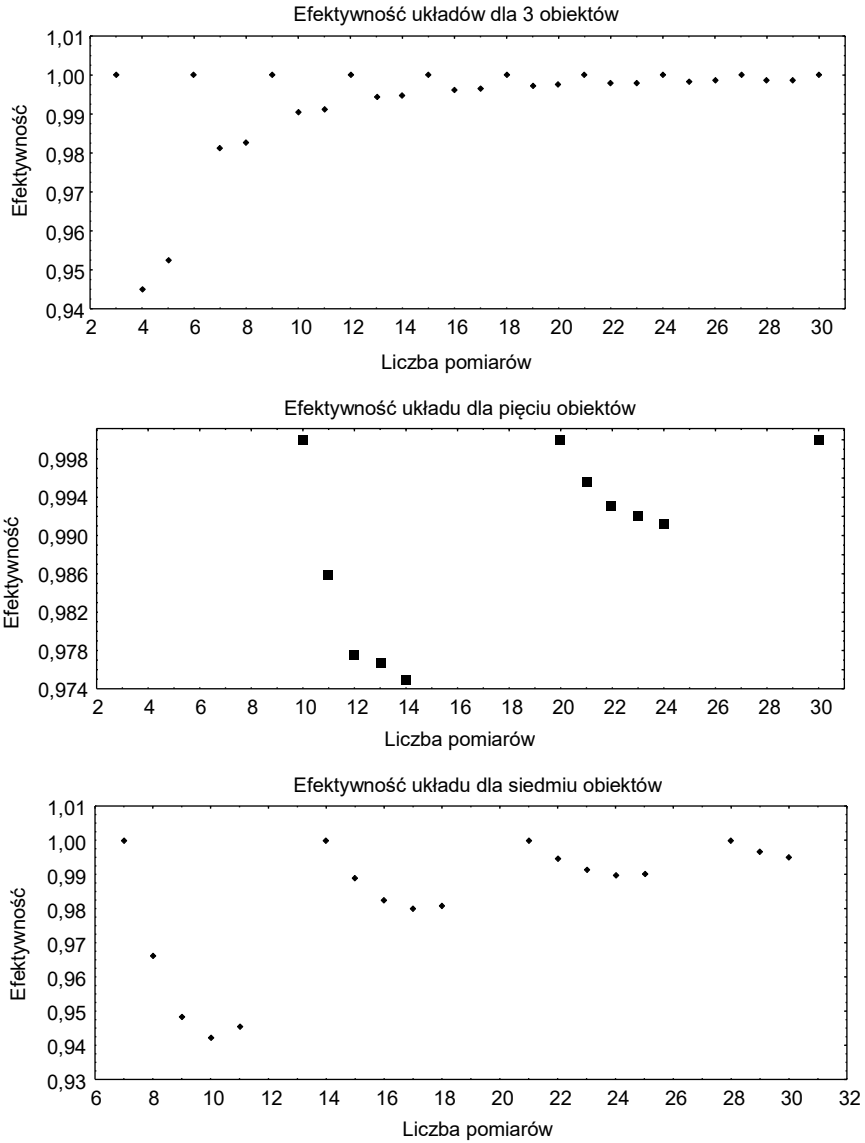 Efektywność układów dla 3 obiektów
1,01
1,00
0,99
0,98
0,97
0,96
0,95
0,94
Efektywność
2 4 6 8 10 12 14 16 18 20 22 24 26 28 30
Liczba pomiarów
Efektywność układu dla pięciu obiektów
0,998
0,994
0,990
0,986
0,982
0,978
0,974
Efektywność
2 4 6 8 10 12 14 16 18 20 22 24 26 28 30
Liczba pomiarów
Efektywność układu dla siedmiu obiektów
1,01
1,00
0,99
0,98
0,97
0,96
0,95
0,94
0,93
Efektywność
6 8 10 12 14 16 18 20 22 24 26 28 30 32
Liczba pomiarów